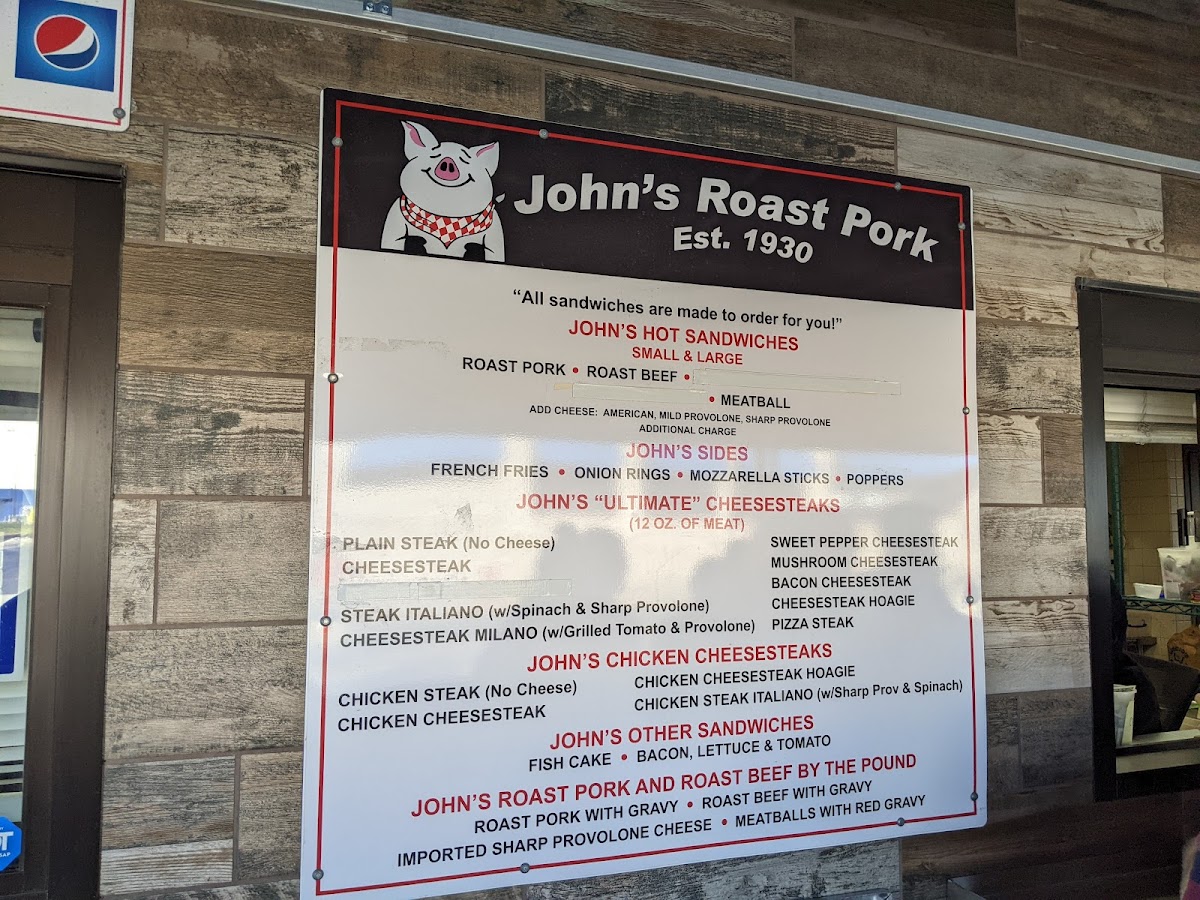 John's Roast Pork
Est. 1930
"All sandwiches are made to order for you!"
JOHN'S HOT SANDWICHES
SMALL & LARGE
ROAST PORK • ROAST BEEF •
• MEATBALL
ADD CHEESE: AMERICAN, MILD PROVOLONE, SHARP PROVOLONE
ADDITIONAL CHARGE
JOHN'S SIDES
FRENCH FRIES • ONION RINGS • MOZZARELLA STICKS • POPPERS
JOHN'S "ULTIMATE" CHEESESTEAKS
(12 OZ. OF MEAT)
PLAIN STEAK (No Cheese)
CHEESESTEAK
STEAK ITALIANO (w/Spinach & Sharp Provolone)
CHEESESTEAK MILANO (w/Grilled Tomato & Provolone)
SWEET PEPPER CHEESESTEAK
MUSHROOM CHEESESTEAK
BACON CHEESESTEAK
CHEESESTEAK HOAGIE
PIZZA STEAK
JOHN'S CHICKEN CHEESESTEAKS
CHICKEN STEAK (No Cheese)
CHICKEN CHEESESTEAK
CHICKEN CHEESESTEAK HOAGIE
CHICKEN STEAK ITALIANO (w/Sharp Prov & Spinach)
JOHN'S OTHER SANDWICHES
FISH CAKE • BACON, LETTUCE & TOMATO
JOHN'S ROAST PORK AND ROAST BEEF BY THE POUND
ROAST PORK WITH GRAVY • ROAST BEEF WITH GRAVY
IMPORTED SHARP PROVOLONE CHEESE • MEATBALLS WITH RED GRAVY